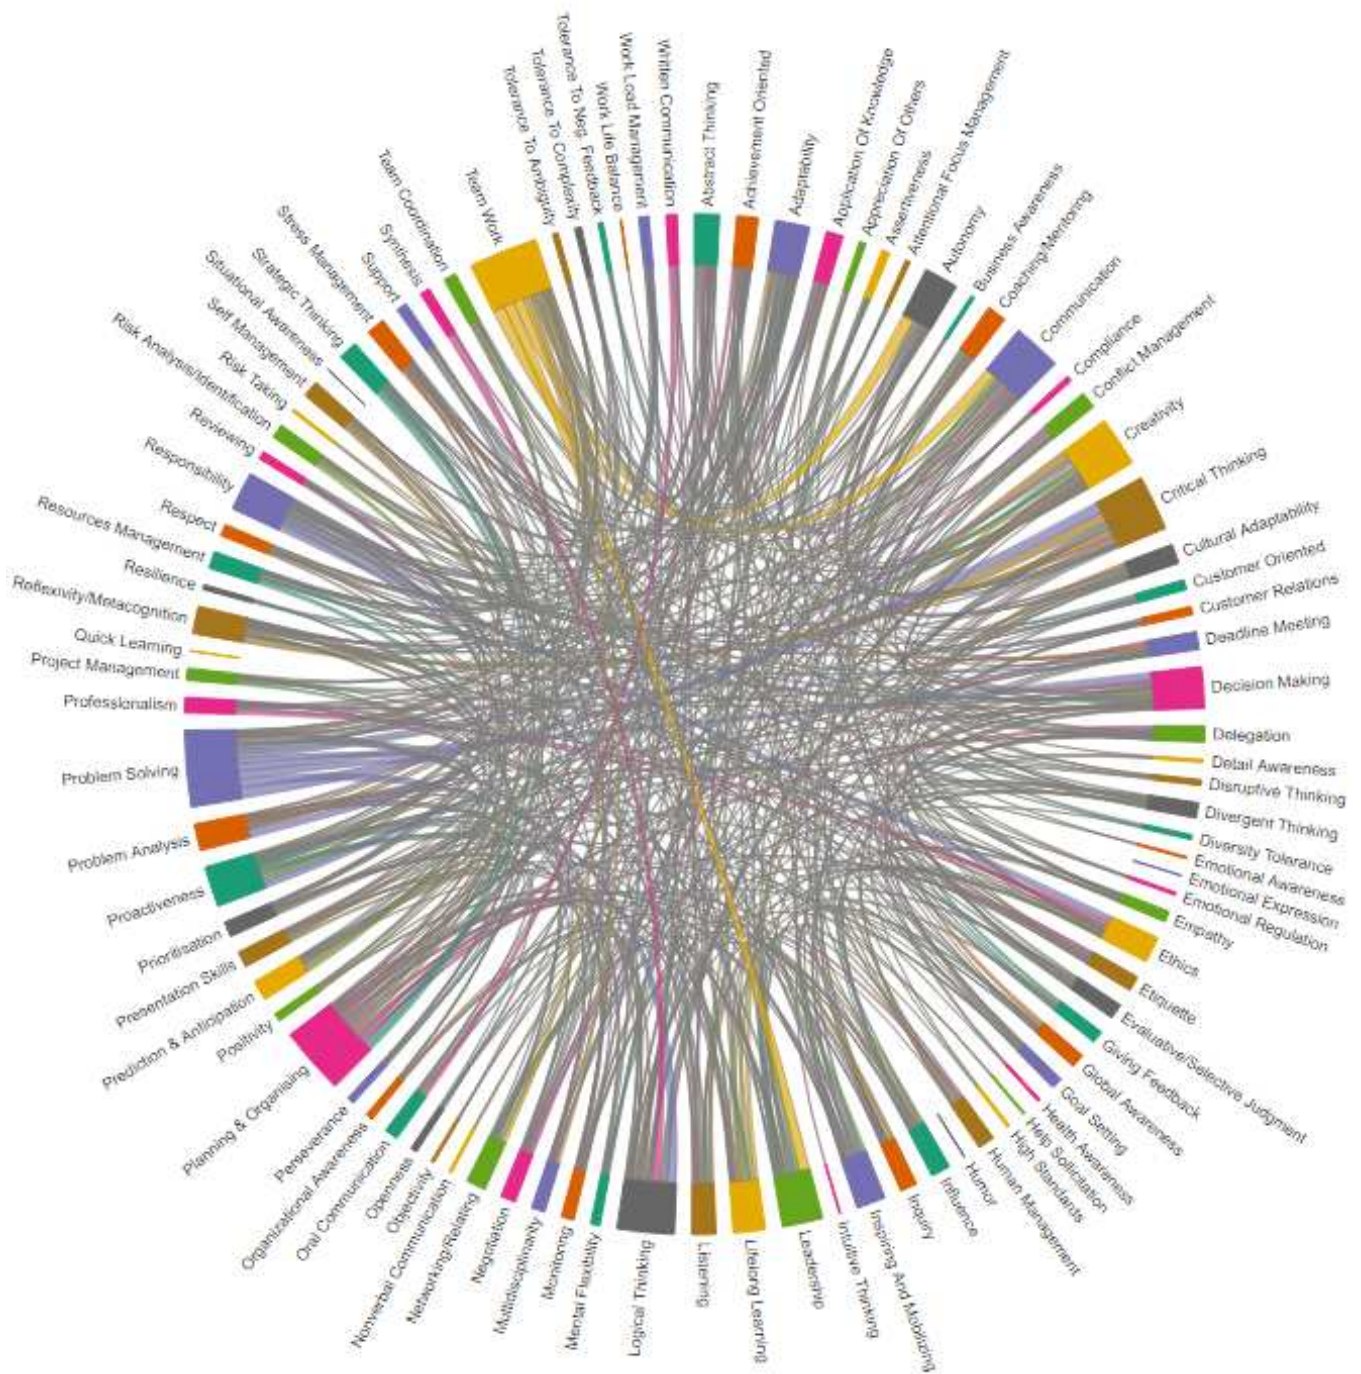 Abstract Thinking
Achievement Oriented
Adaptability
Application Of Knowledge
Appreciation Of Others
Assertiveness
Attentional Focus Management
Autonomy
Business Awareness
Coaching/Mentoring
Communication
Compliance
Conflict Management
Creativity
Critical Thinking
Cultural Adaptability
Customer Oriented
Customer Relations
Deadline Meeting
Decision Making
Delegation
Detail Awareness
Disruptive Thinking
Divergent Thinking
Diversity Tolerance
Emotional Awareness
Emotional Expression
Emotional Regulation
Empathy
Ethics
Etiquette
Evaluative/Selective Judgment
Giving Feedback
Global Awareness
Goal Setting
Health Awareness
Help Sollicitation
High Standards
Human Management
Humor
Influence
Inquiry
Inspiring And Mobilizing
Intuitive Thinking
Leadership
Lifelong Learning
Listening
Logical Thinking
Mental Flexibility
Monitoring
Multidisciplinarity
Negotiation
Networking/Relating
Nonverbal Communication
Objectivity
Openness
Oral Communication
Organizational Awareness
Perseverance
Planning & Organising
Positivity
Prediction & Anticipation
Presentation Skills
Prioritisation
Proactiveness
Problem Analysis
Problem Solving
Professionalism
Project Management
Quick Learning
Reflexivity/Metacognition
Resilience
Resources Management
Respect
Responsibility
Reviewing
Risk Analysis/Identification
Risk Taking
Self Management
Situational Awareness
Strategic Thinking
Stress Management
Support
Synthesis
Team Coordination
Team Work
Tolerance To Ambiguity
Tolerance To Complexity
Tolerance To Neg. Feedback
Work Life Balance
Work Load Management
Written Communication